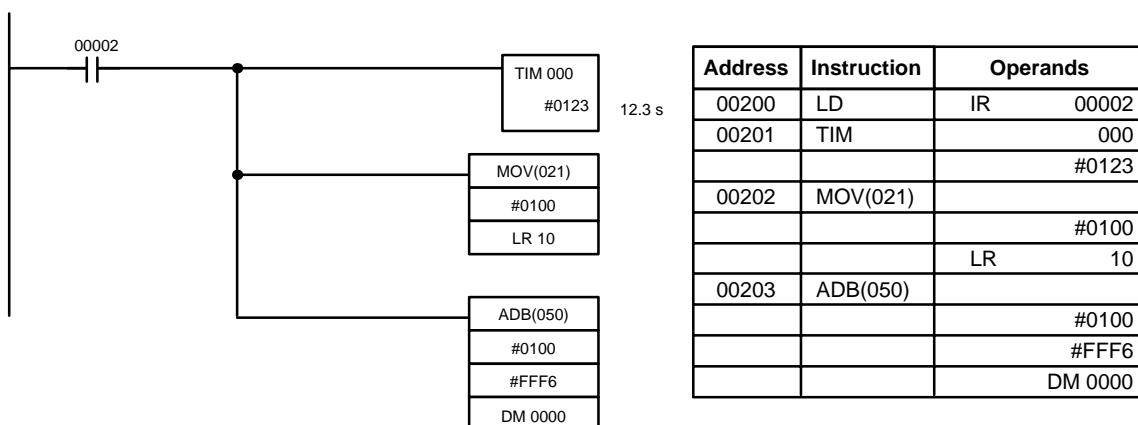 00002
TIM 000
#0123
12.3 s
MOV(021)
#0100
LR 10
ADB(050)
#0100
#FFF6
DM 0000
Address Instruction Operands
00200 LD IR 00002
00201 TIM 000
#0123
00202 MOV(021)
#0100
LR 10
00203 ADB(050)
#0100
#FFF6
DM 0000